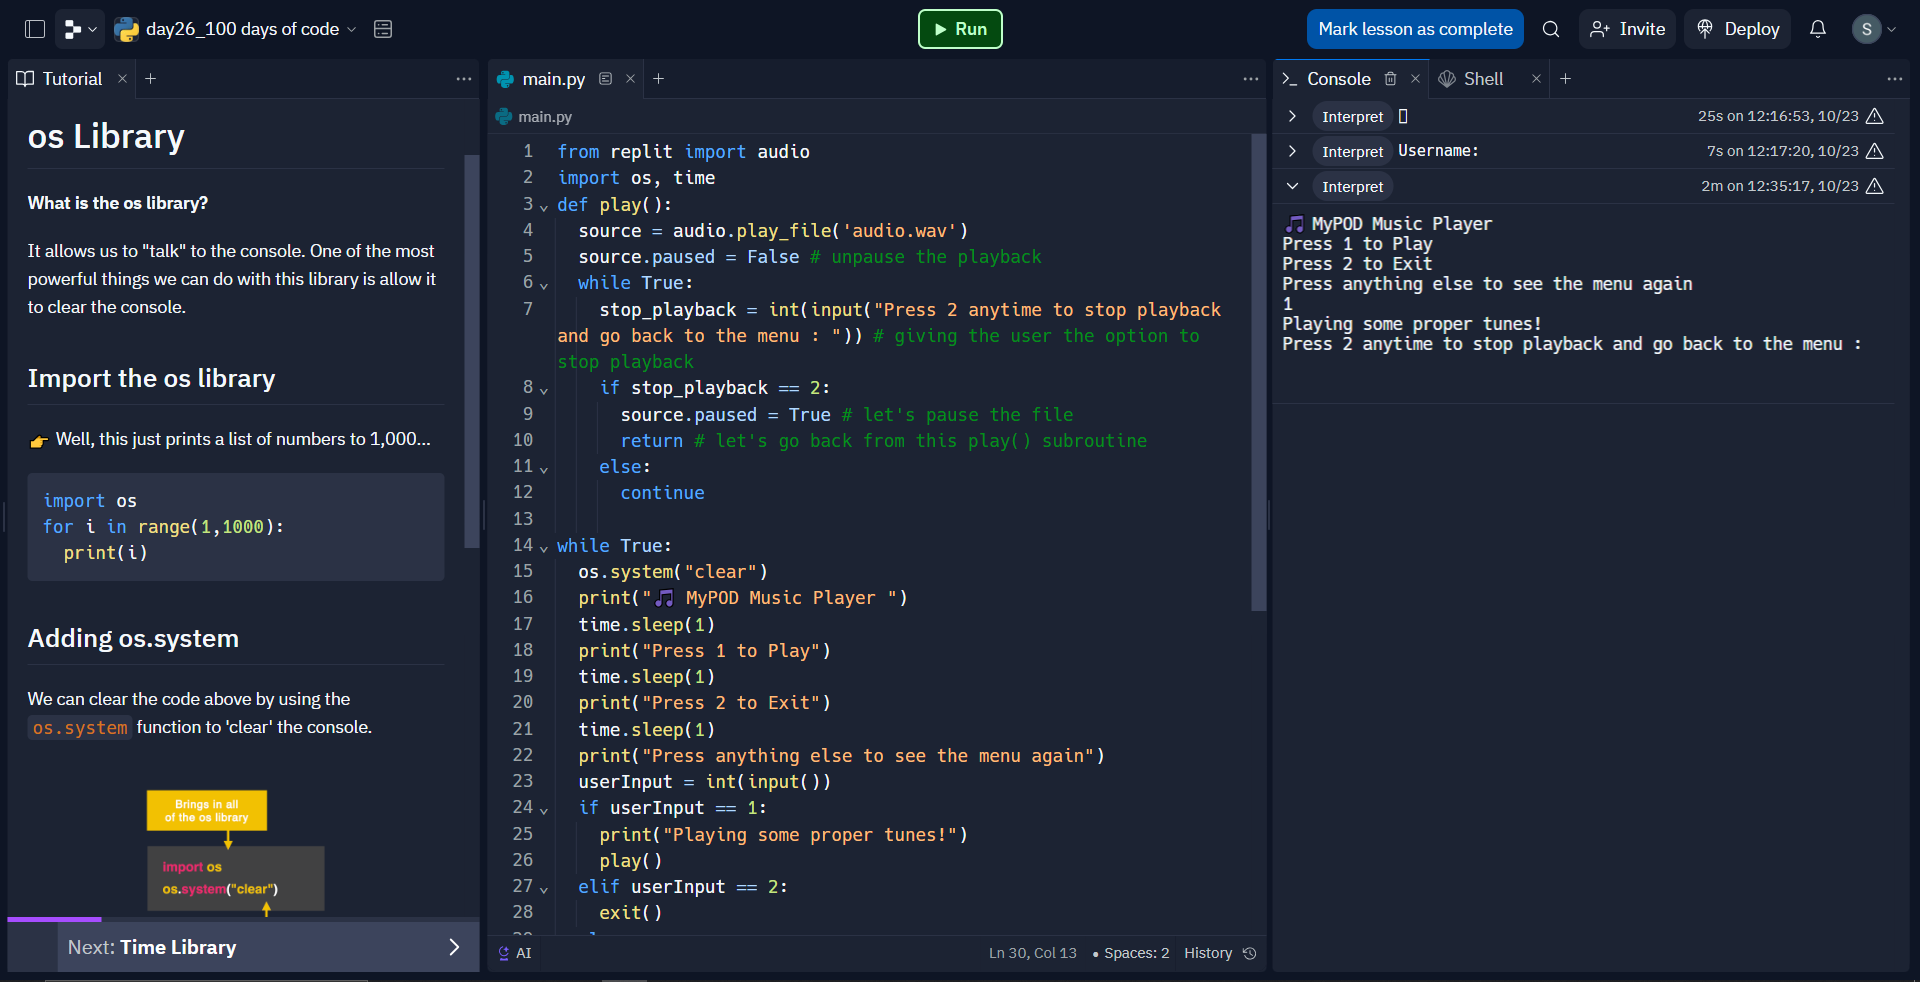 day26_100 days of code
Run
Mark lesson as complete
Invite
Deploy
S
Tutorial
os Library
What is the os library?
It allows us to "talk" to the console. One of the most
powerful things we can do with this library is allow it
to clear the console.
Import the os library
👉 Well, this just prints a list of numbers to 1,000...
import os
for i in range(1,1000):
  print(i)
Adding os.system
We can clear the code above by using the
os.system function to 'clear' the console.
Brings in all
of the os library
import os
os.system("clear")
Next: Time Library
main.py
main.py
1 from replit import audio
2 import os, time
3 def play():
4   source = audio.play_file('audio.wav')
5   source.paused = False # unpause the playback
6   while True:
7     stop_playback = int(input("Press 2 anytime to stop playback
and go back to the menu : ")) # giving the user the option to
stop playback
8     if stop_playback == 2:
9       source.paused = True # let's pause the file
10       return # let's go back from this play() subroutine
11     else:
12       continue
13
14 while True:
15   os.system("clear")
16   print("🎵 MyPOD Music Player ")
17   time.sleep(1)
18   print("Press 1 to Play")
19   time.sleep(1)
20   print("Press 2 to Exit")
21   time.sleep(1)
22   print("Press anything else to see the menu again")
23   userInput = int(input())
24   if userInput == 1:
25     print("Playing some proper tunes!")
26     play()
27   elif userInput == 2:
28     exit()
AI
Ln 30, Col 13
• Spaces: 2
History
Console
Shell
Interpret
25s on 12:16:53, 10/23
Interpret Username:
7s on 12:17:20, 10/23
Interpret
2m on 12:35:17, 10/23
🎵 MyPOD Music Player
Press 1 to Play
Press 2 to Exit
Press anything else to see the menu again
1
Playing some proper tunes!
Press 2 anytime to stop playback and go back to the menu :